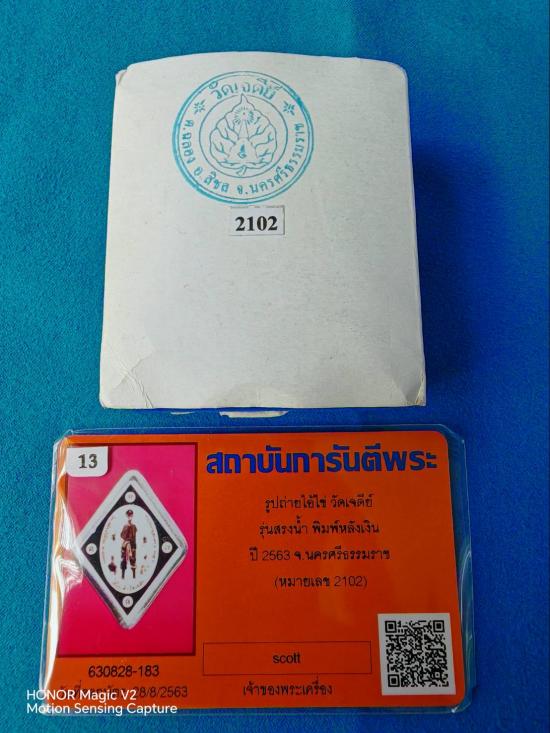 วัดเจดีย์
ต.ฉลอง อ.สิชล จ.นครศรีธรรมราช
2102
13
สถาบันการันตีพระ
รูปถ่ายไอ้ไข่ วัดเจดีย์
รุ่นสรงน้ำ พิมพ์หลังเงิน
ปี 2563 จ.นครศรีธรรมราช
(หมายเลข 2102)
scott
630828-183
28/8/2563
เจ้าของพระเครื่อง
HONOR Magic V2
Motion Sensing Capture